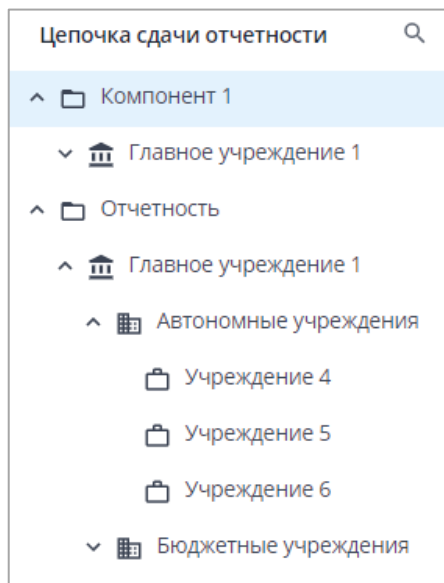 Цепочка сдачи отчетности
Компонент 1
Главное учреждение 1
Отчетность
Главное учреждение 1
Автономные учреждения
Учреждение 4
Учреждение 5
Учреждение 6
Бюджетные учреждения